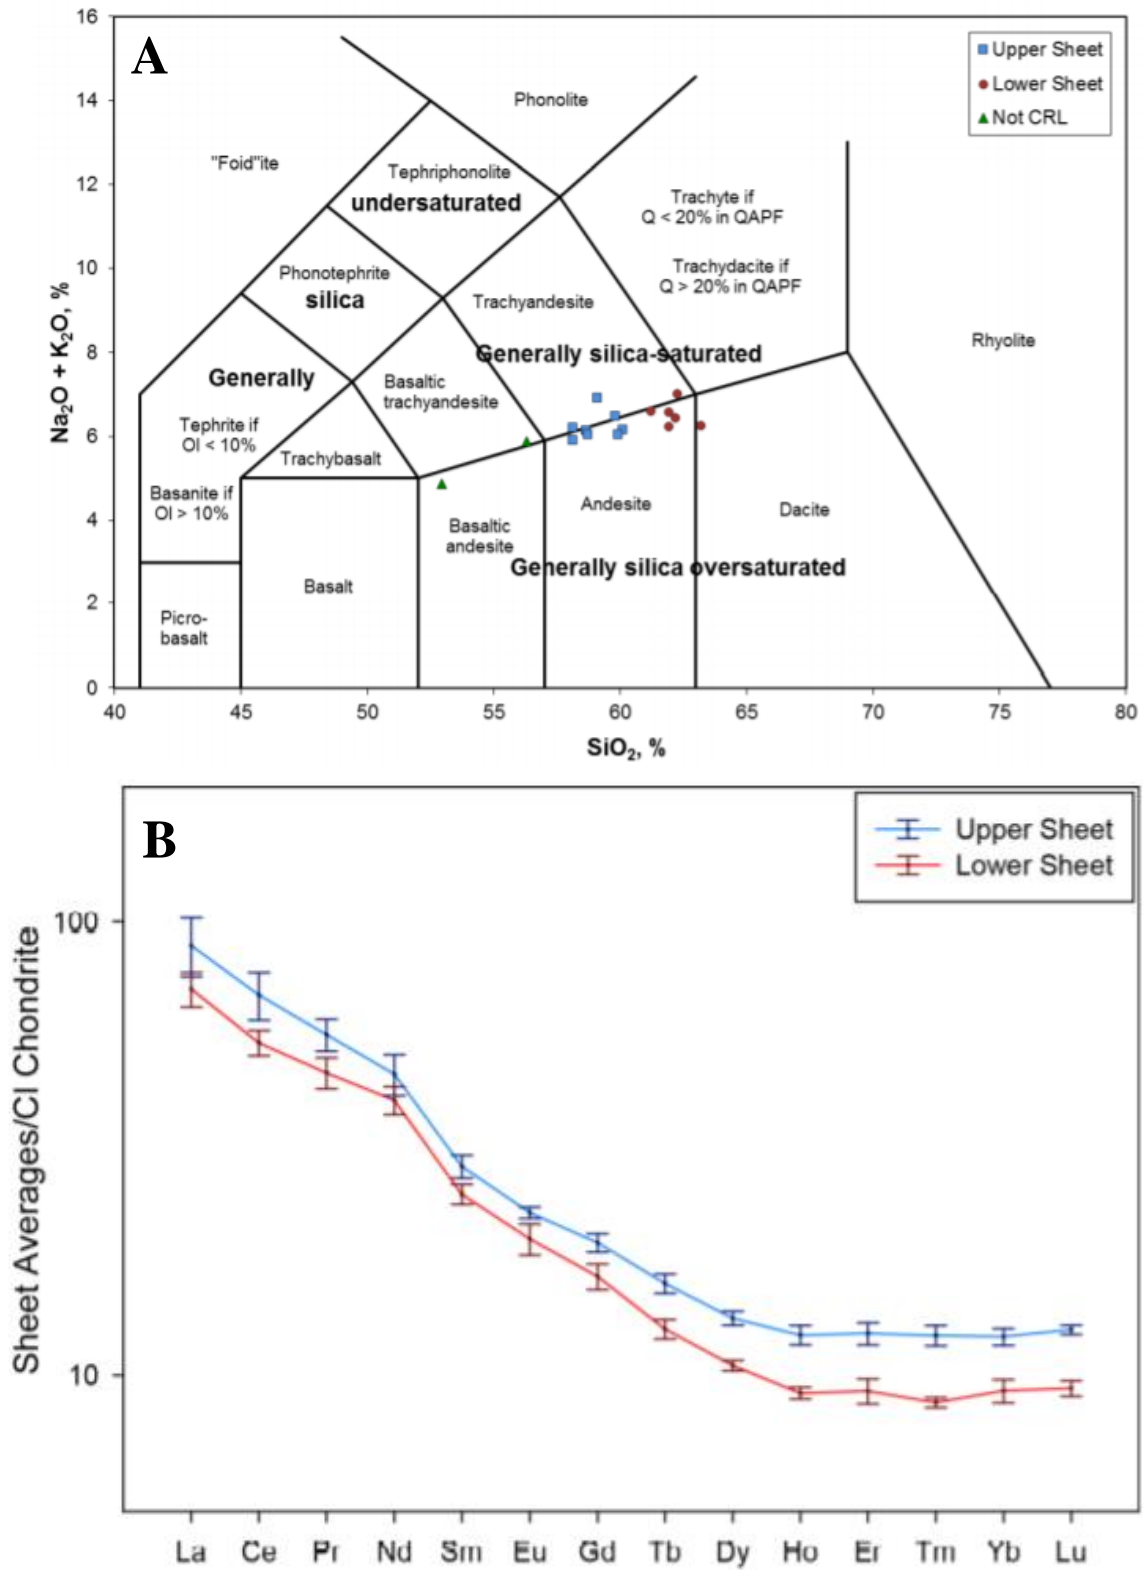 A
Upper Sheet
Lower Sheet
Not CRL
16
14
12
10
8
6
4
2
0
Na2O + K2O, %
Phonolite
"Foid"ite
Tephriphonolite
undersaturated
Trachyte if
Q < 20% in QAPF
Phonotephrite
silica
Trachydacite if
Q > 20% in QAPF
Trachyandesite
Rhyolite
Generally silica-saturated
Generally
Basaltic
trachyandesite
Tephrite if
Ol < 10%
Trachybasalt
Basanite if
Ol > 10%
Andesite
Dacite
Basaltic
andesite
Generally silica oversaturated
Basalt
Picro-
basalt
40 45 50 55 60 65 70 75 80
SiO2, %
B
Upper Sheet
Lower Sheet
100
10
Sheet Averages/CI Chondrite
La Ce Pr Nd Sm Eu Gd Tb Dy Ho Er Tm Yb Lu